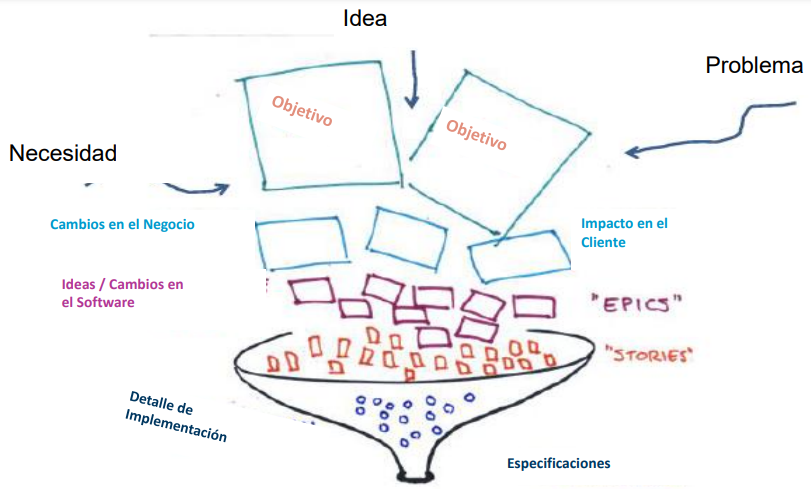 Idea
Problema
Objetivo
Objetivo
Necesidad
Cambios en el Negocio
Impacto en el
Cliente
Ideas / Cambios en
el Software
"EPICS"
"STORIES"
Detalle de
Implementación
Especificaciones